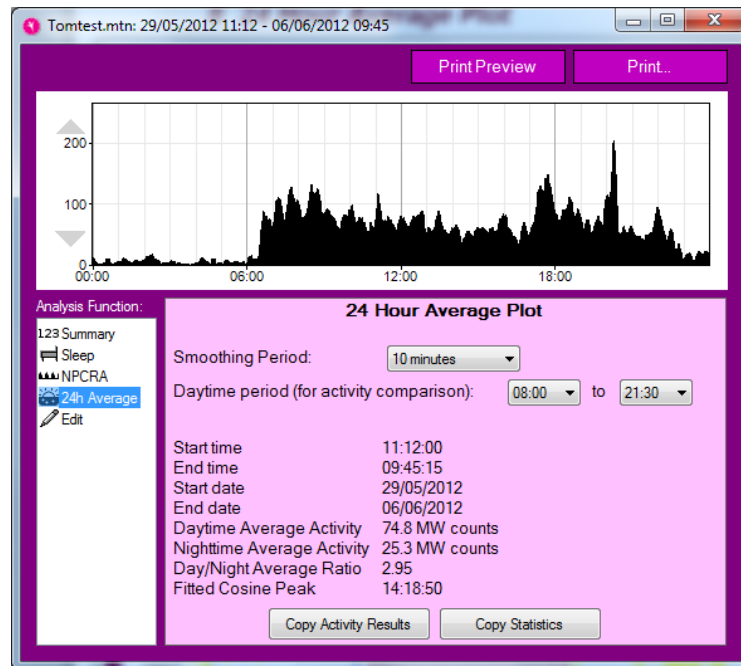 Tomtest.mtn: 29/05/2012 11:12 - 06/06/2012 09:45
Print Preview Print...
200
100
0
00:00 06:00 12:00 18:00
Analysis Function:
123 Summary
Sleep
NPCRA
24h Average
Edit
24 Hour Average Plot
Smoothing Period: 10 minutes
Daytime period (for activity comparison): 08:00 to 21:30
Start time 11:12:00
End time 09:45:15
Start date 29/05/2012
End date 06/06/2012
Daytime Average Activity 74.8 MW counts
Nighttime Average Activity 25.3 MW counts
Day/Night Average Ratio 2.95
Fitted Cosine Peak 14:18:50
Copy Activity Results Copy Statistics